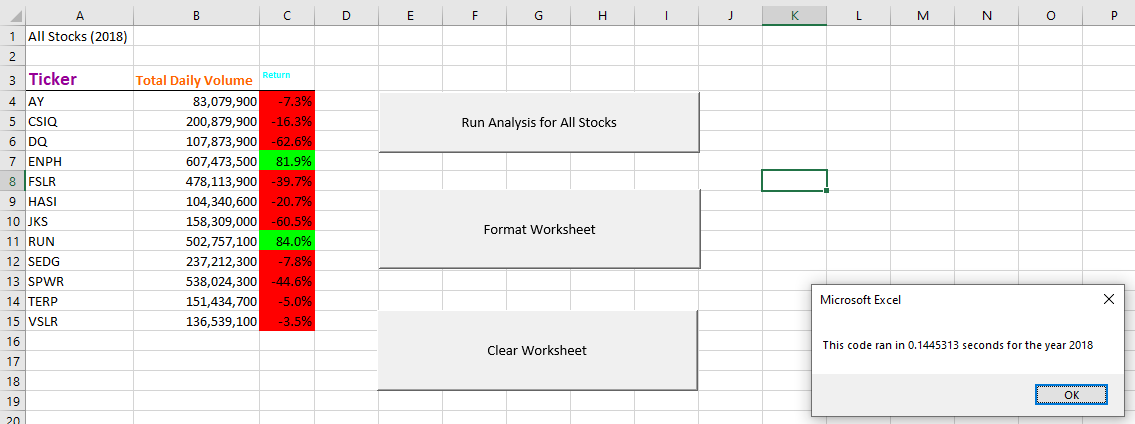 A B C D E F G H I J K L M N O P
1 All Stocks (2018)
2
3 Ticker Total Daily Volume Return
4 AY 83,079,900 -7.3%
5 CSIQ 200,879,900 -16.3%
6 DQ 107,873,900 -62.6%
7 ENPH 607,473,500 81.9%
8 FSLR 478,113,900 -39.7%
9 HASI 104,340,600 -20.7%
10 JKS 158,309,000 -60.5%
11 RUN 502,757,100 84.0%
12 SEDG 237,212,300 -7.8%
13 SPWR 538,024,300 -44.6%
14 TERP 151,434,700 -5.0%
15 VSLR 136,539,100 -3.5%
16
17
18
19
20
Run Analysis for All Stocks
Format Worksheet
Clear Worksheet
Microsoft Excel
This code ran in 0.1445313 seconds for the year 2018
OK